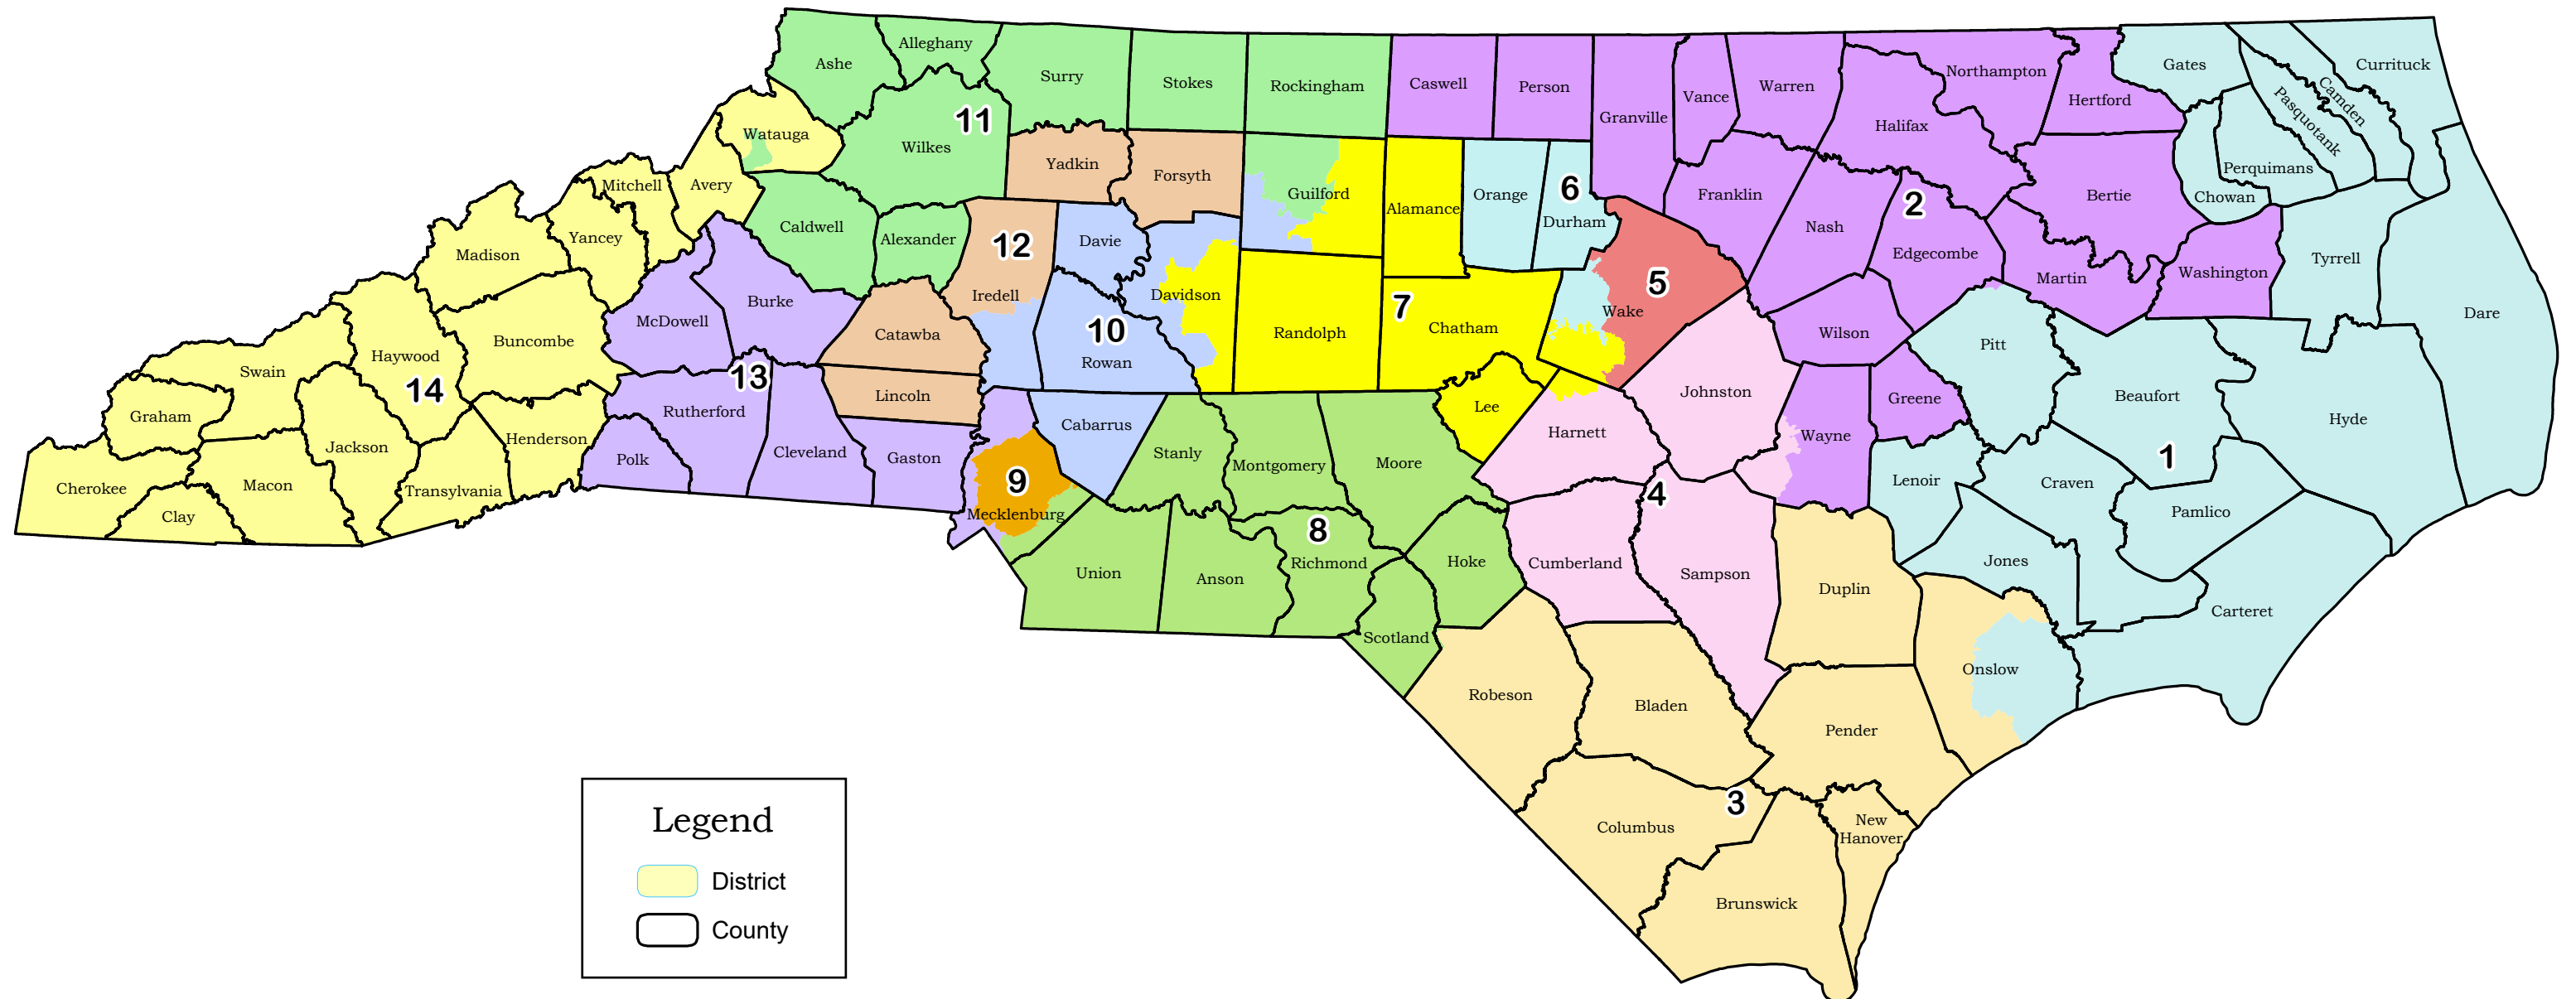 Ashe
Alleghany
Surry
Stokes
Rockingham
Caswell
Person
Granville
Vance
Warren
Northampton
Hertford
Gates
Camden
Currituck
Pasquotank
Perquimans
Chowan
Halifax
Bertie
Watauga
11
Wilkes
Yadkin
Forsyth
Guilford
Alamance
Orange
6
Durham
Franklin
Nash
2
Edgecombe
Martin
Washington
Tyrrell
Dare
Mitchell
Avery
Yancey
Madison
Caldwell
Alexander
12
Iredell
Davie
Davidson
10
Rowan
Randolph
7
Chatham
5
Wake
Wilson
Pitt
Beaufort
Hyde
Burke
McDowell
Buncombe
Haywood
14
Swain
Graham
Catawba
Lincoln
13
Rutherford
Cleveland
Gaston
Polk
Henderson
Transylvania
Jackson
Macon
Clay
Cherokee
9
Mecklenburg
Cabarrus
Stanly
Montgomery
Moore
Lee
Harnett
Johnston
Wayne
Greene
Lenoir
Craven
1
Pamlico
Jones
Carteret
Union
Anson
8
Richmond
Scotland
Hoke
Cumberland
4
Sampson
Duplin
Onslow
Robeson
Bladen
Pender
3
Columbus
Brunswick
New
Hanover
Legend
District
County